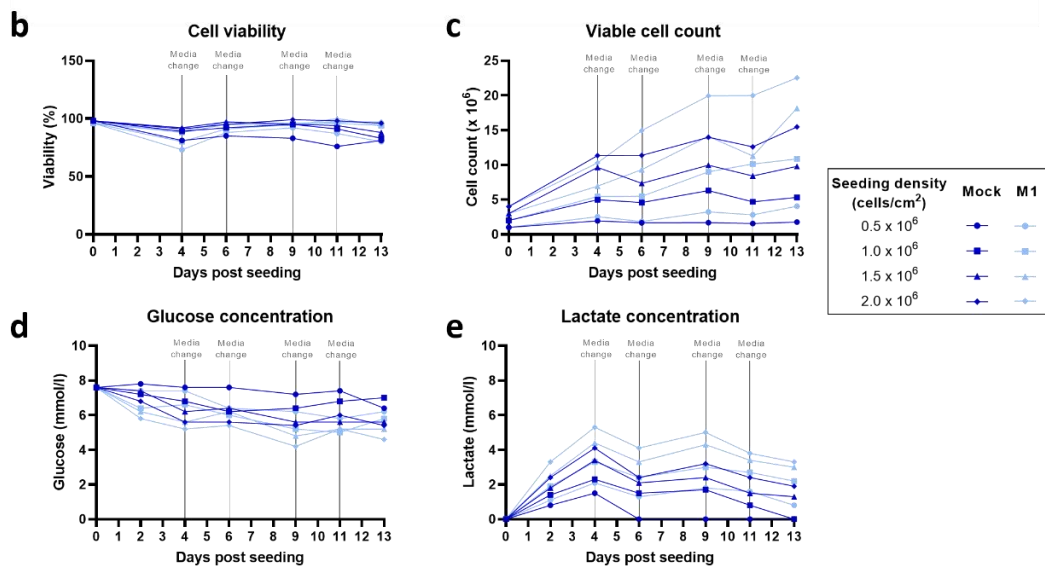 b
Cell viability
Media change
Media change
Media change
Media change
150
100
50
0
Viability (%)
0 1 2 3 4 5 6 7 8 9 10 11 12 13
Days post seeding
c
Viable cell count
Media change
Media change
Media change
Media change
25
20
15
10
5
0
Cell count (x 10⁶)
0 1 2 3 4 5 6 7 8 9 10 11 12 13
Days post seeding
Seeding density (cells/cm²) Mock M1
0.5 x 10⁶
1.0 x 10⁶
1.5 x 10⁶
2.0 x 10⁶
d
Glucose concentration
Media change
Media change
Media change
Media change
10
8
6
4
2
0
Glucose (mmol/l)
0 1 2 3 4 5 6 7 8 9 10 11 12 13
Days post seeding
e
Lactate concentration
Media change
Media change
Media change
Media change
10
8
6
4
2
0
Lactate (mmol/l)
0 1 2 3 4 5 6 7 8 9 10 11 12 13
Days post seeding